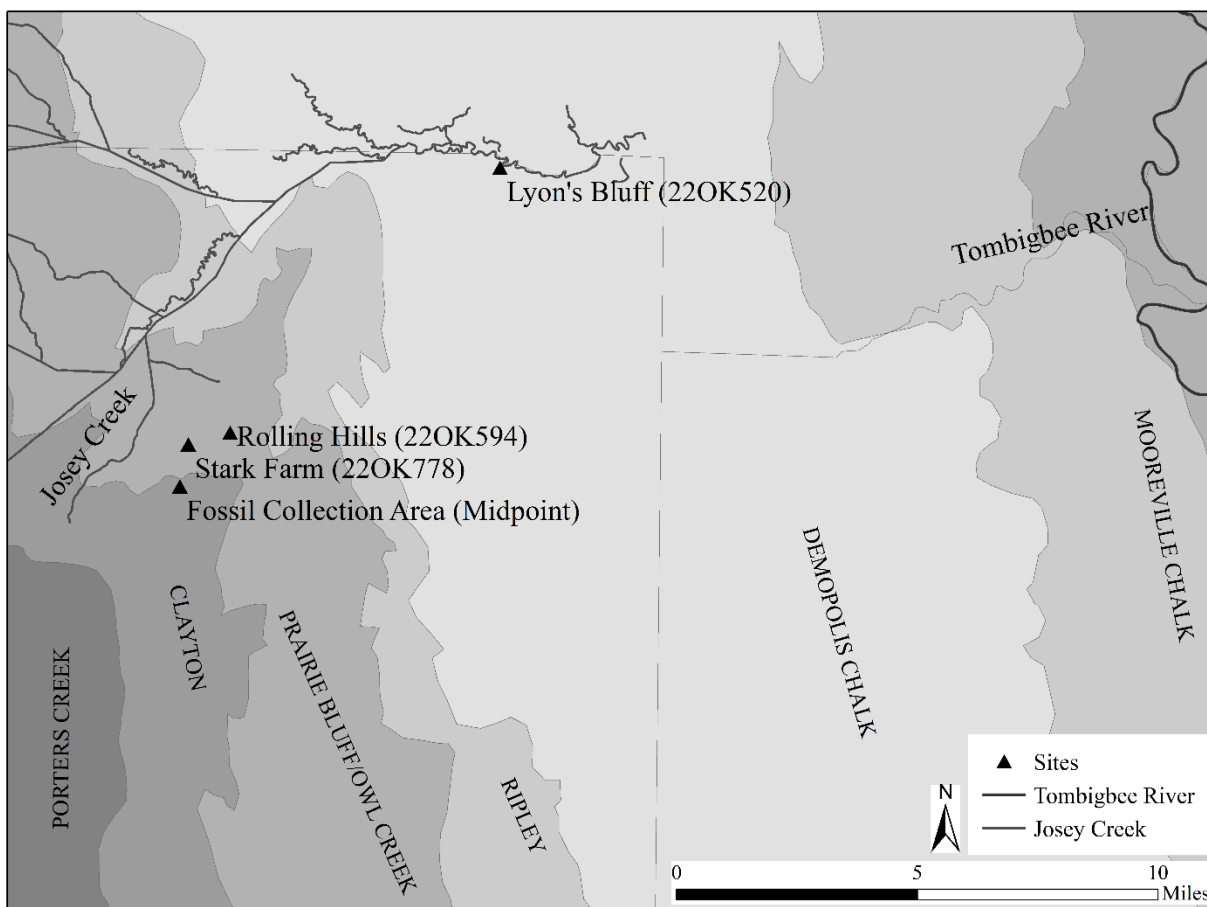 Lyon's Bluff (22OK520)
Tombigbee River
Josey Creek
Rolling Hills (22OK594)
Stark Farm (22OK778)
Fossil Collection Area (Midpoint)
PORTERS CREEK
CLAYTON
PRAIRIE BLUFF/OWL CREEK
RIPLEY
DEMOPOLIS CHALK
MOOREVILLE CHALK
Sites
Tombigbee River
Josey Creek
N
0 5 10
Miles